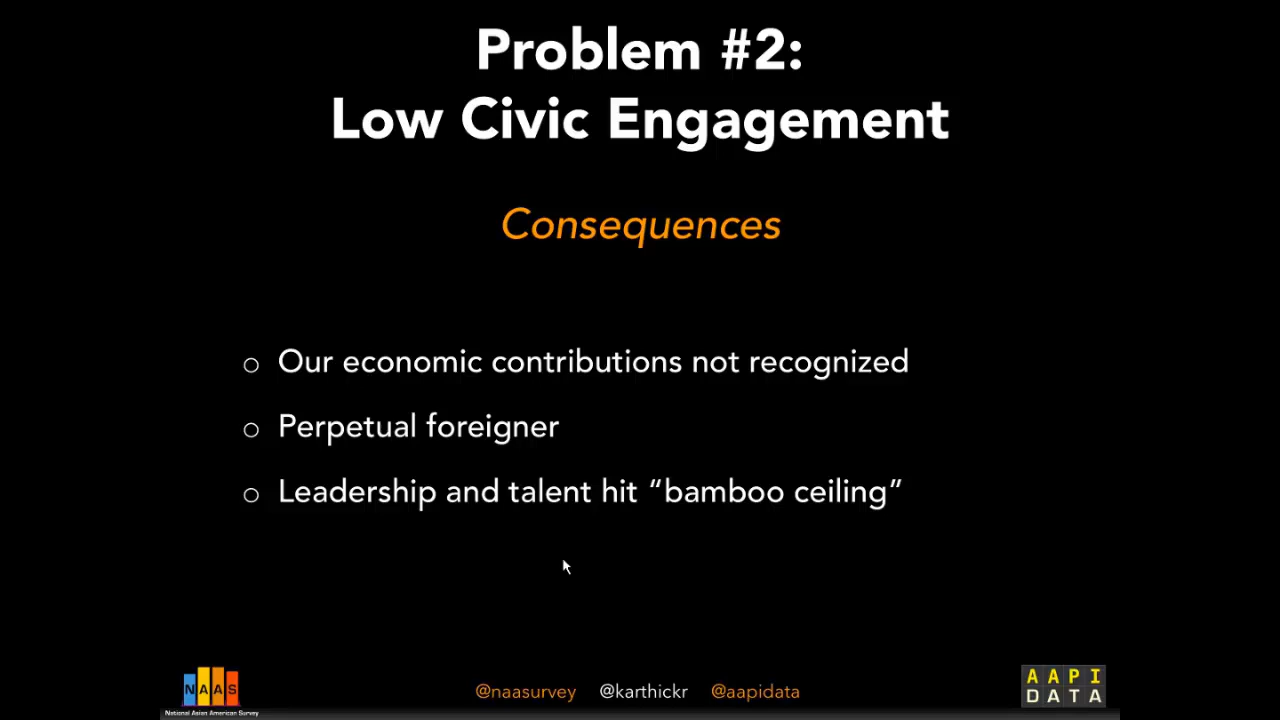 Problem #2:
Low Civic Engagement
Consequences
o Our economic contributions not recognized
o Perpetual foreigner
o Leadership and talent hit “bamboo ceiling”
NAAS
National Asian American Survey
@naasurvey @karthickr @aapidata
AAPI
DATA